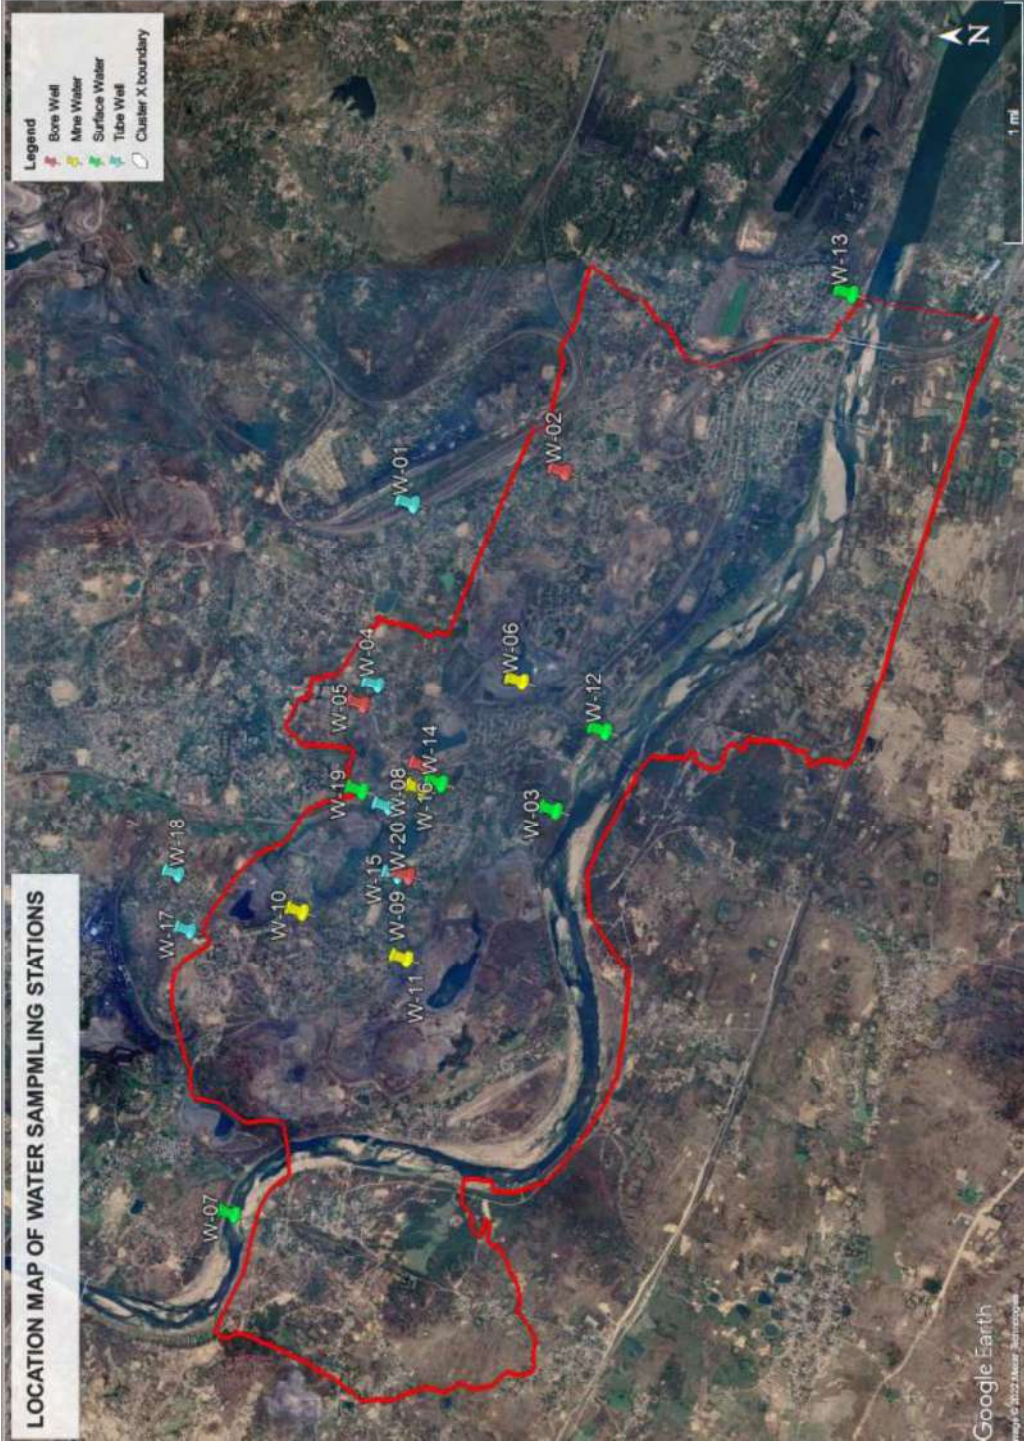 LOCATION MAP OF WATER SAMPMLING STATIONS
Legend
Bore Well
Mne Water
Surface Water
Tube Well
Cluster X boundary
W-07
W-17
W-18
W-10
W-19
W-05
W-04
W-01
W-15
W-20
W-08
W-14
W-16
W-09
W-11
W-06
W-02
W-03
W-12
W-13
N
1 mi
Google Earth